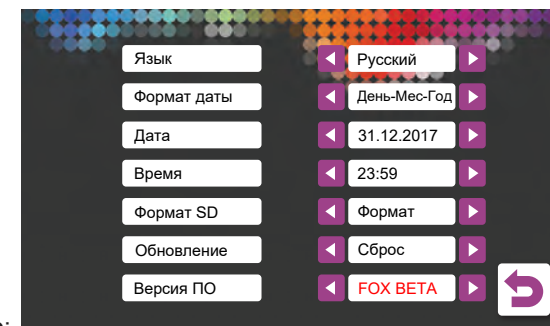 Язык Русский
Формат даты День-Мес-Год
Дата 31.12.2017
Время 23:59
Формат SD Формат
Обновление Сброс
Версия ПО FOX BETA